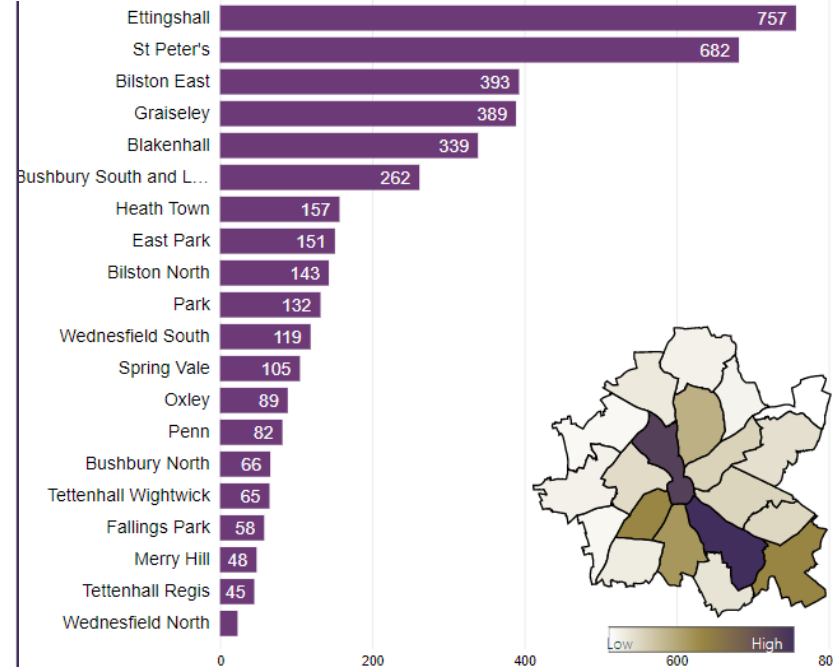 Ettingshall 757
St Peter's 682
Bilston East 393
Graiseley 389
Blakenhall 339
Bushbury South and L... 262
Heath Town 157
East Park 151
Bilston North 143
Park 132
Wednesfield South 119
Spring Vale 105
Oxley 89
Penn 82
Bushbury North 66
Tettenhall Wightwick 65
Fallings Park 58
Merry Hill 48
Tettenhall Regis 45
Wednesfield North
Low High
0 200 400 600 80